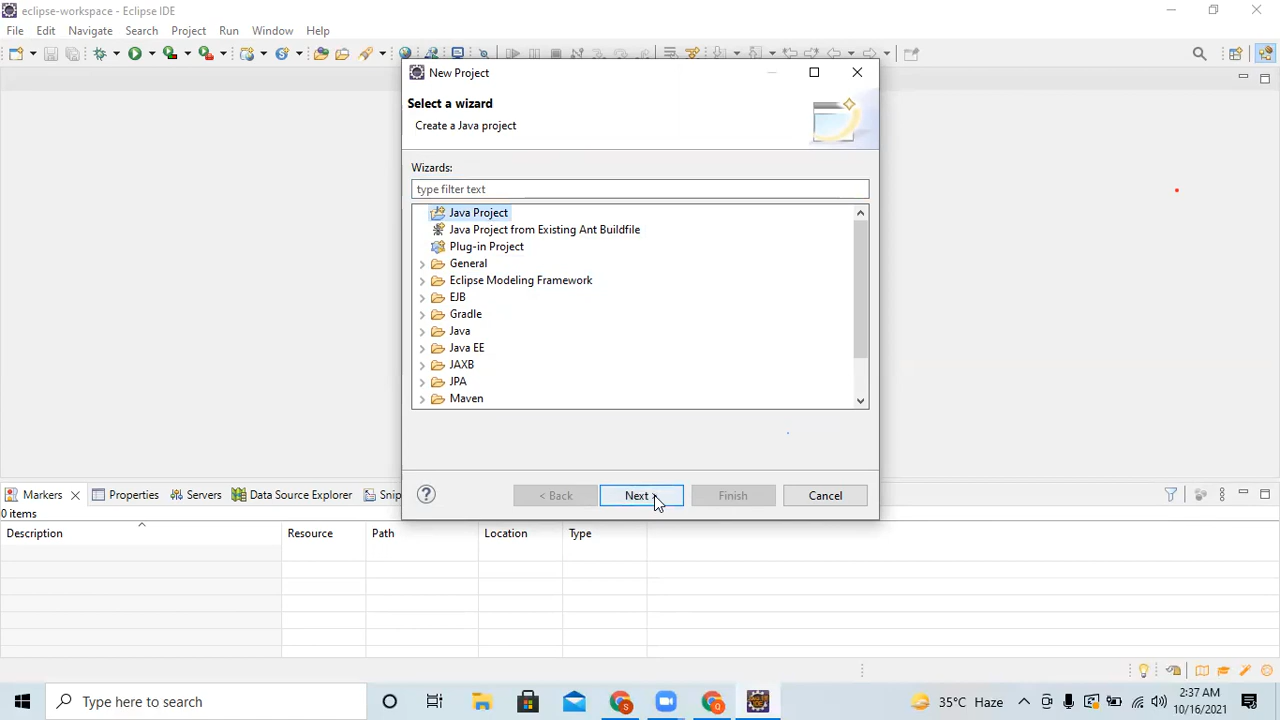 eclipse-workspace - Eclipse IDE
File Edit Navigate Search Project Run Window Help
New Project
Select a wizard
Create a Java project
Wizards:
type filter text
Java Project
Java Project from Existing Ant Buildfile
Plug-in Project
General
Eclipse Modeling Framework
EJB
Gradle
Java
Java EE
JAXB
JPA
Maven
< Back Next > Finish Cancel
Markers Properties Servers Data Source Explorer Snip
0 items
Description Resource Path Location Type
Type here to search
35°C Haze
2:37 AM
10/16/2021